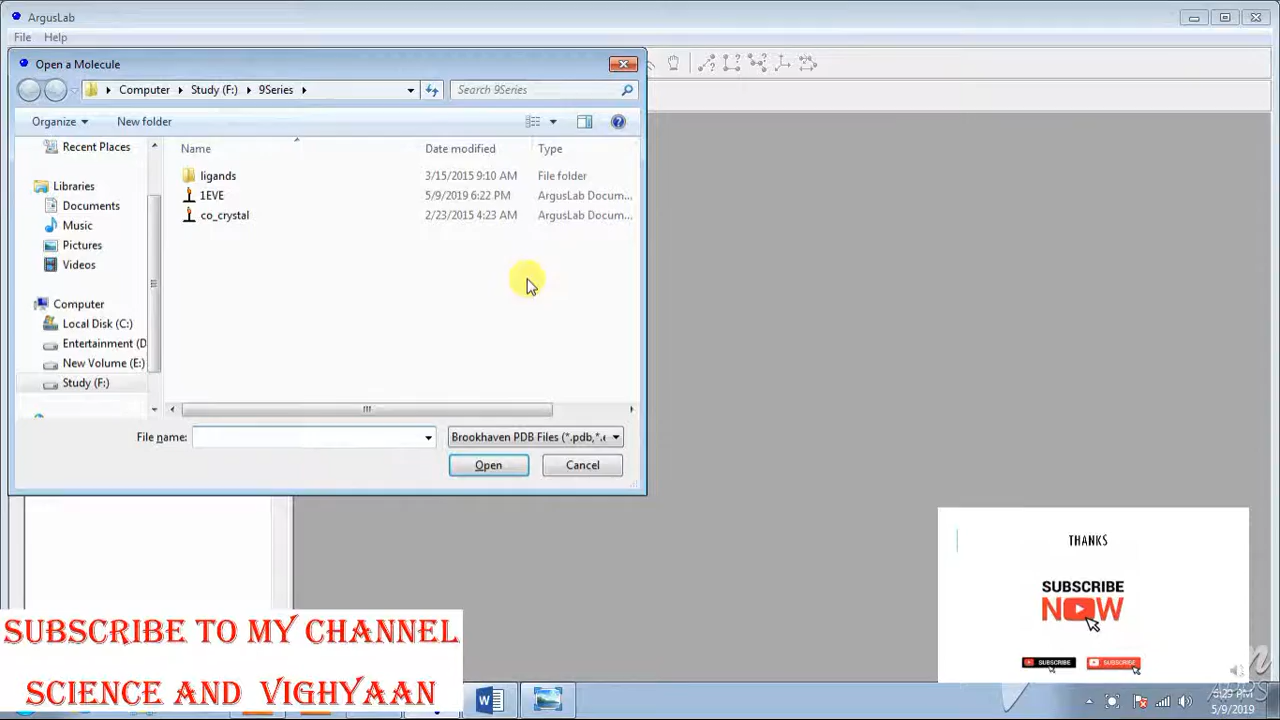 ArgusLab
File Help
Open a Molecule
Computer Study (F:) 9Series
Search 9Series
Organize New folder
Name Date modified Type
Recent Places
Libraries
Documents
Music
Pictures
Videos
Computer
Local Disk (C:)
Entertainment (D
New Volume (E:)
Study (F:)
ligands 3/15/2015 9:10 AM File folder
1EVE 5/9/2019 6:22 PM ArgusLab Docum...
co_crystal 2/23/2015 4:23 AM ArgusLab Docum...
File name:
Brookhaven PDB Files (*.pdb,*.e
Open Cancel
THANKS
SUBSCRIBE
NOW
SUBSCRIBE SUBSCRIBE
SUBSCRIBE TO MY CHANNEL
SCIENCE AND VIGHYAAN
5/9/2019